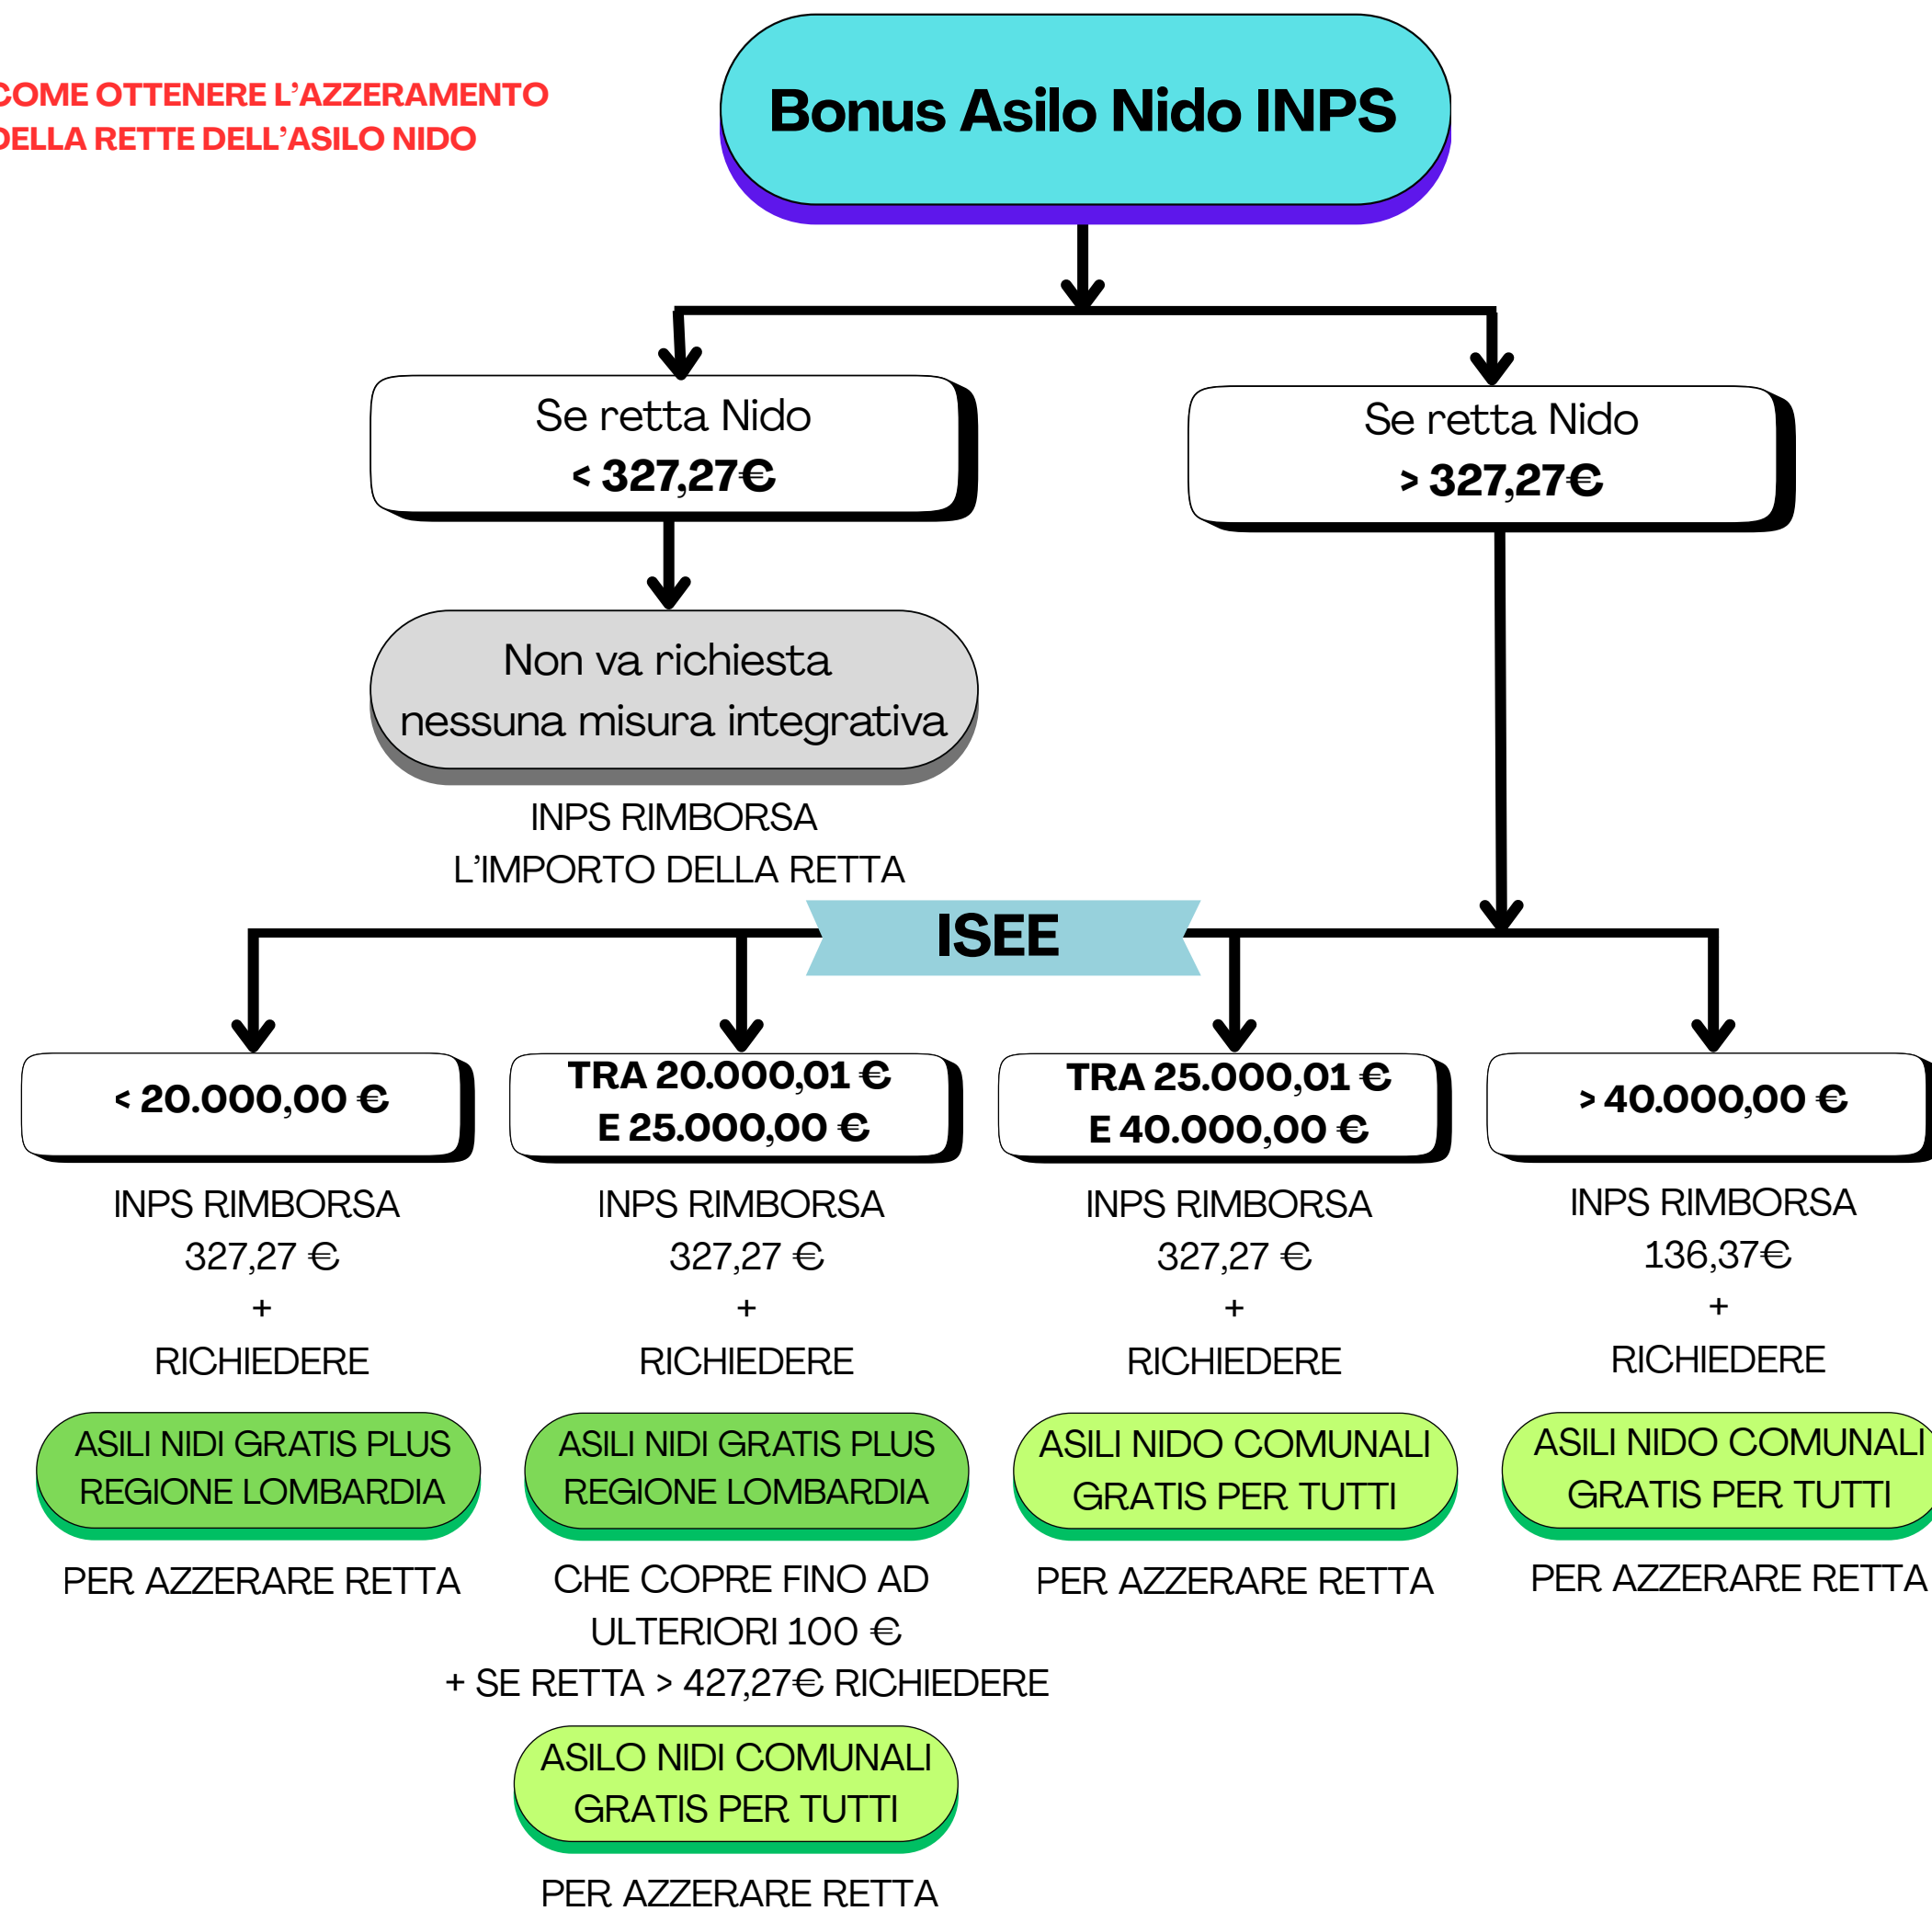 COME OTTENERE L'AZZERAMENTO
DELLA RETTE DELL'ASILO NIDO
Bonus Asilo Nido INPS
Se retta Nido
< 327,27€
Se retta Nido
> 327,27€
Non va richiesta
nessuna misura integrativa
INPS RIMBORSA
L'IMPORTO DELLA RETTA
ISEE
< 20.000,00 €
TRA 20.000,01 €
E 25.000,00 €
TRA 25.000,01 €
E 40.000,00 €
> 40.000,00 €
INPS RIMBORSA
327,27 €
+
RICHIEDERE
ASILI NIDI GRATIS PLUS
REGIONE LOMBARDIA
PER AZZERARE RETTA
INPS RIMBORSA
327,27 €
+
RICHIEDERE
ASILI NIDI GRATIS PLUS
REGIONE LOMBARDIA
CHE COPRE FINO AD
ULTERIORI 100 €
+ SE RETTA > 427,27€ RICHIEDERE
ASILO NIDI COMUNALI
GRATIS PER TUTTI
PER AZZERARE RETTA
INPS RIMBORSA
327,27 €
+
RICHIEDERE
ASILI NIDO COMUNALI
GRATIS PER TUTTI
PER AZZERARE RETTA
INPS RIMBORSA
136,37€
+
RICHIEDERE
ASILI NIDO COMUNALI
GRATIS PER TUTTI
PER AZZERARE RETTA